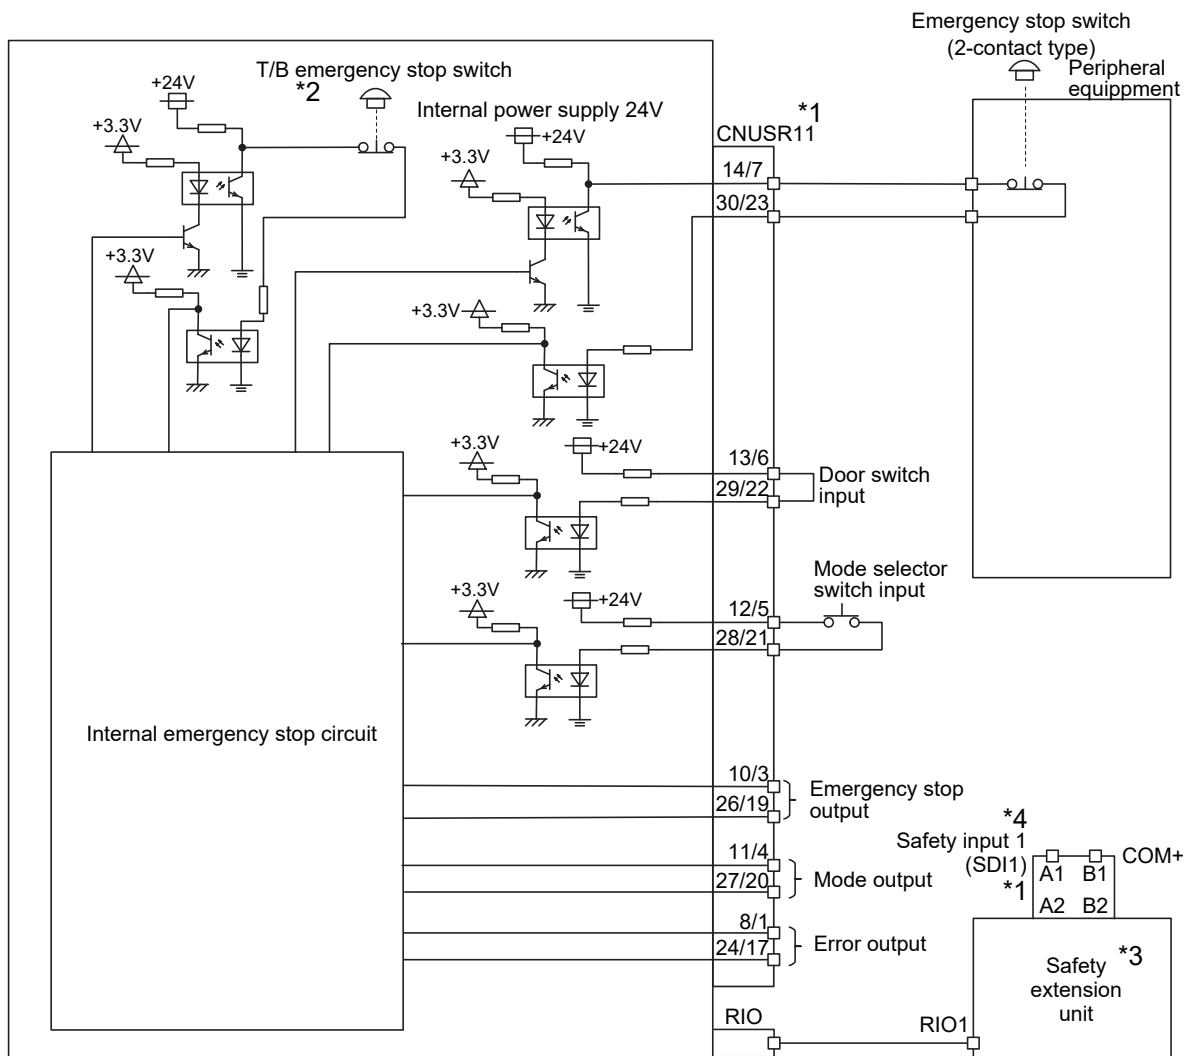 Emergency stop switch
(2-contact type)
Peripheral
equippment
T/B emergency stop switch
*2
+24V
+3.3V
Internal power supply 24V
+24V
+3.3V
*1
CNUSR11
14/7
30/23
+3.3V
+3.3V
+3.3V
+24V
13/6
29/22
Door switch
input
+3.3V
+24V
12/5
28/21
Mode selector
switch input
Internal emergency stop circuit
10/3
26/19
Emergency stop
output
11/4
27/20
Mode output
8/1
24/17
Error output
*4
Safety input 1
(SDI1)
*1
A1 B1
COM+
A2 B2
Safety
extension
unit
*3
RIO
RIO1